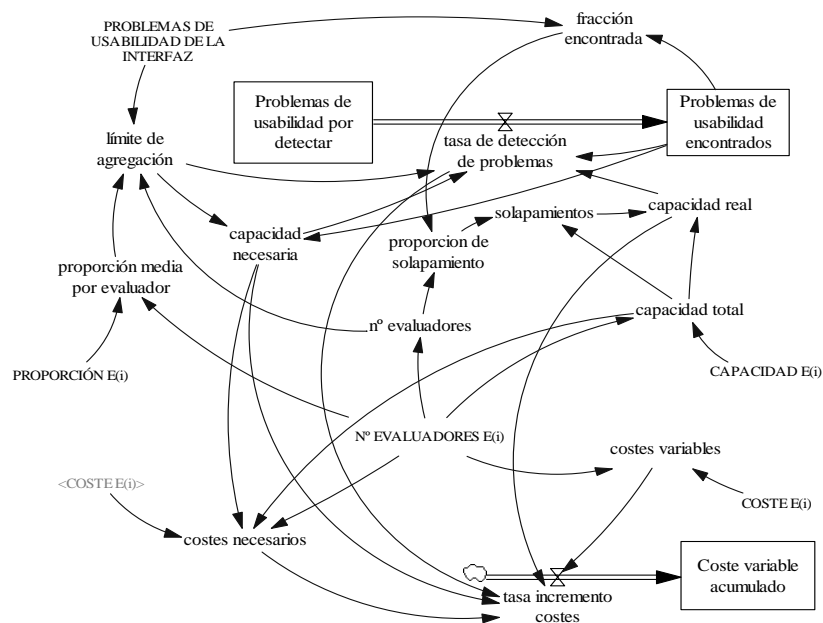 PROBLEMAS DE
USABILIDAD DE LA
INTERFAZ
fracción
encontrada
Problemas de
usabilidad por
detectar
Problemas de
usabilidad
encontrados
límite de
agregación
tasa de detección
de problemas
capacidad
necesaria
proporcion de
solapamiento
solapamientos
capacidad real
proporción media
por evaluador
nº evaluadores
capacidad total
PROPORCIÓN E(i)
CAPACIDAD E(i)
Nº EVALUADORES E(i)
costes variables
<COSTE E(i)>
COSTE E(i)
costes necesarios
tasa incremento
costes
Coste variable
acumulado